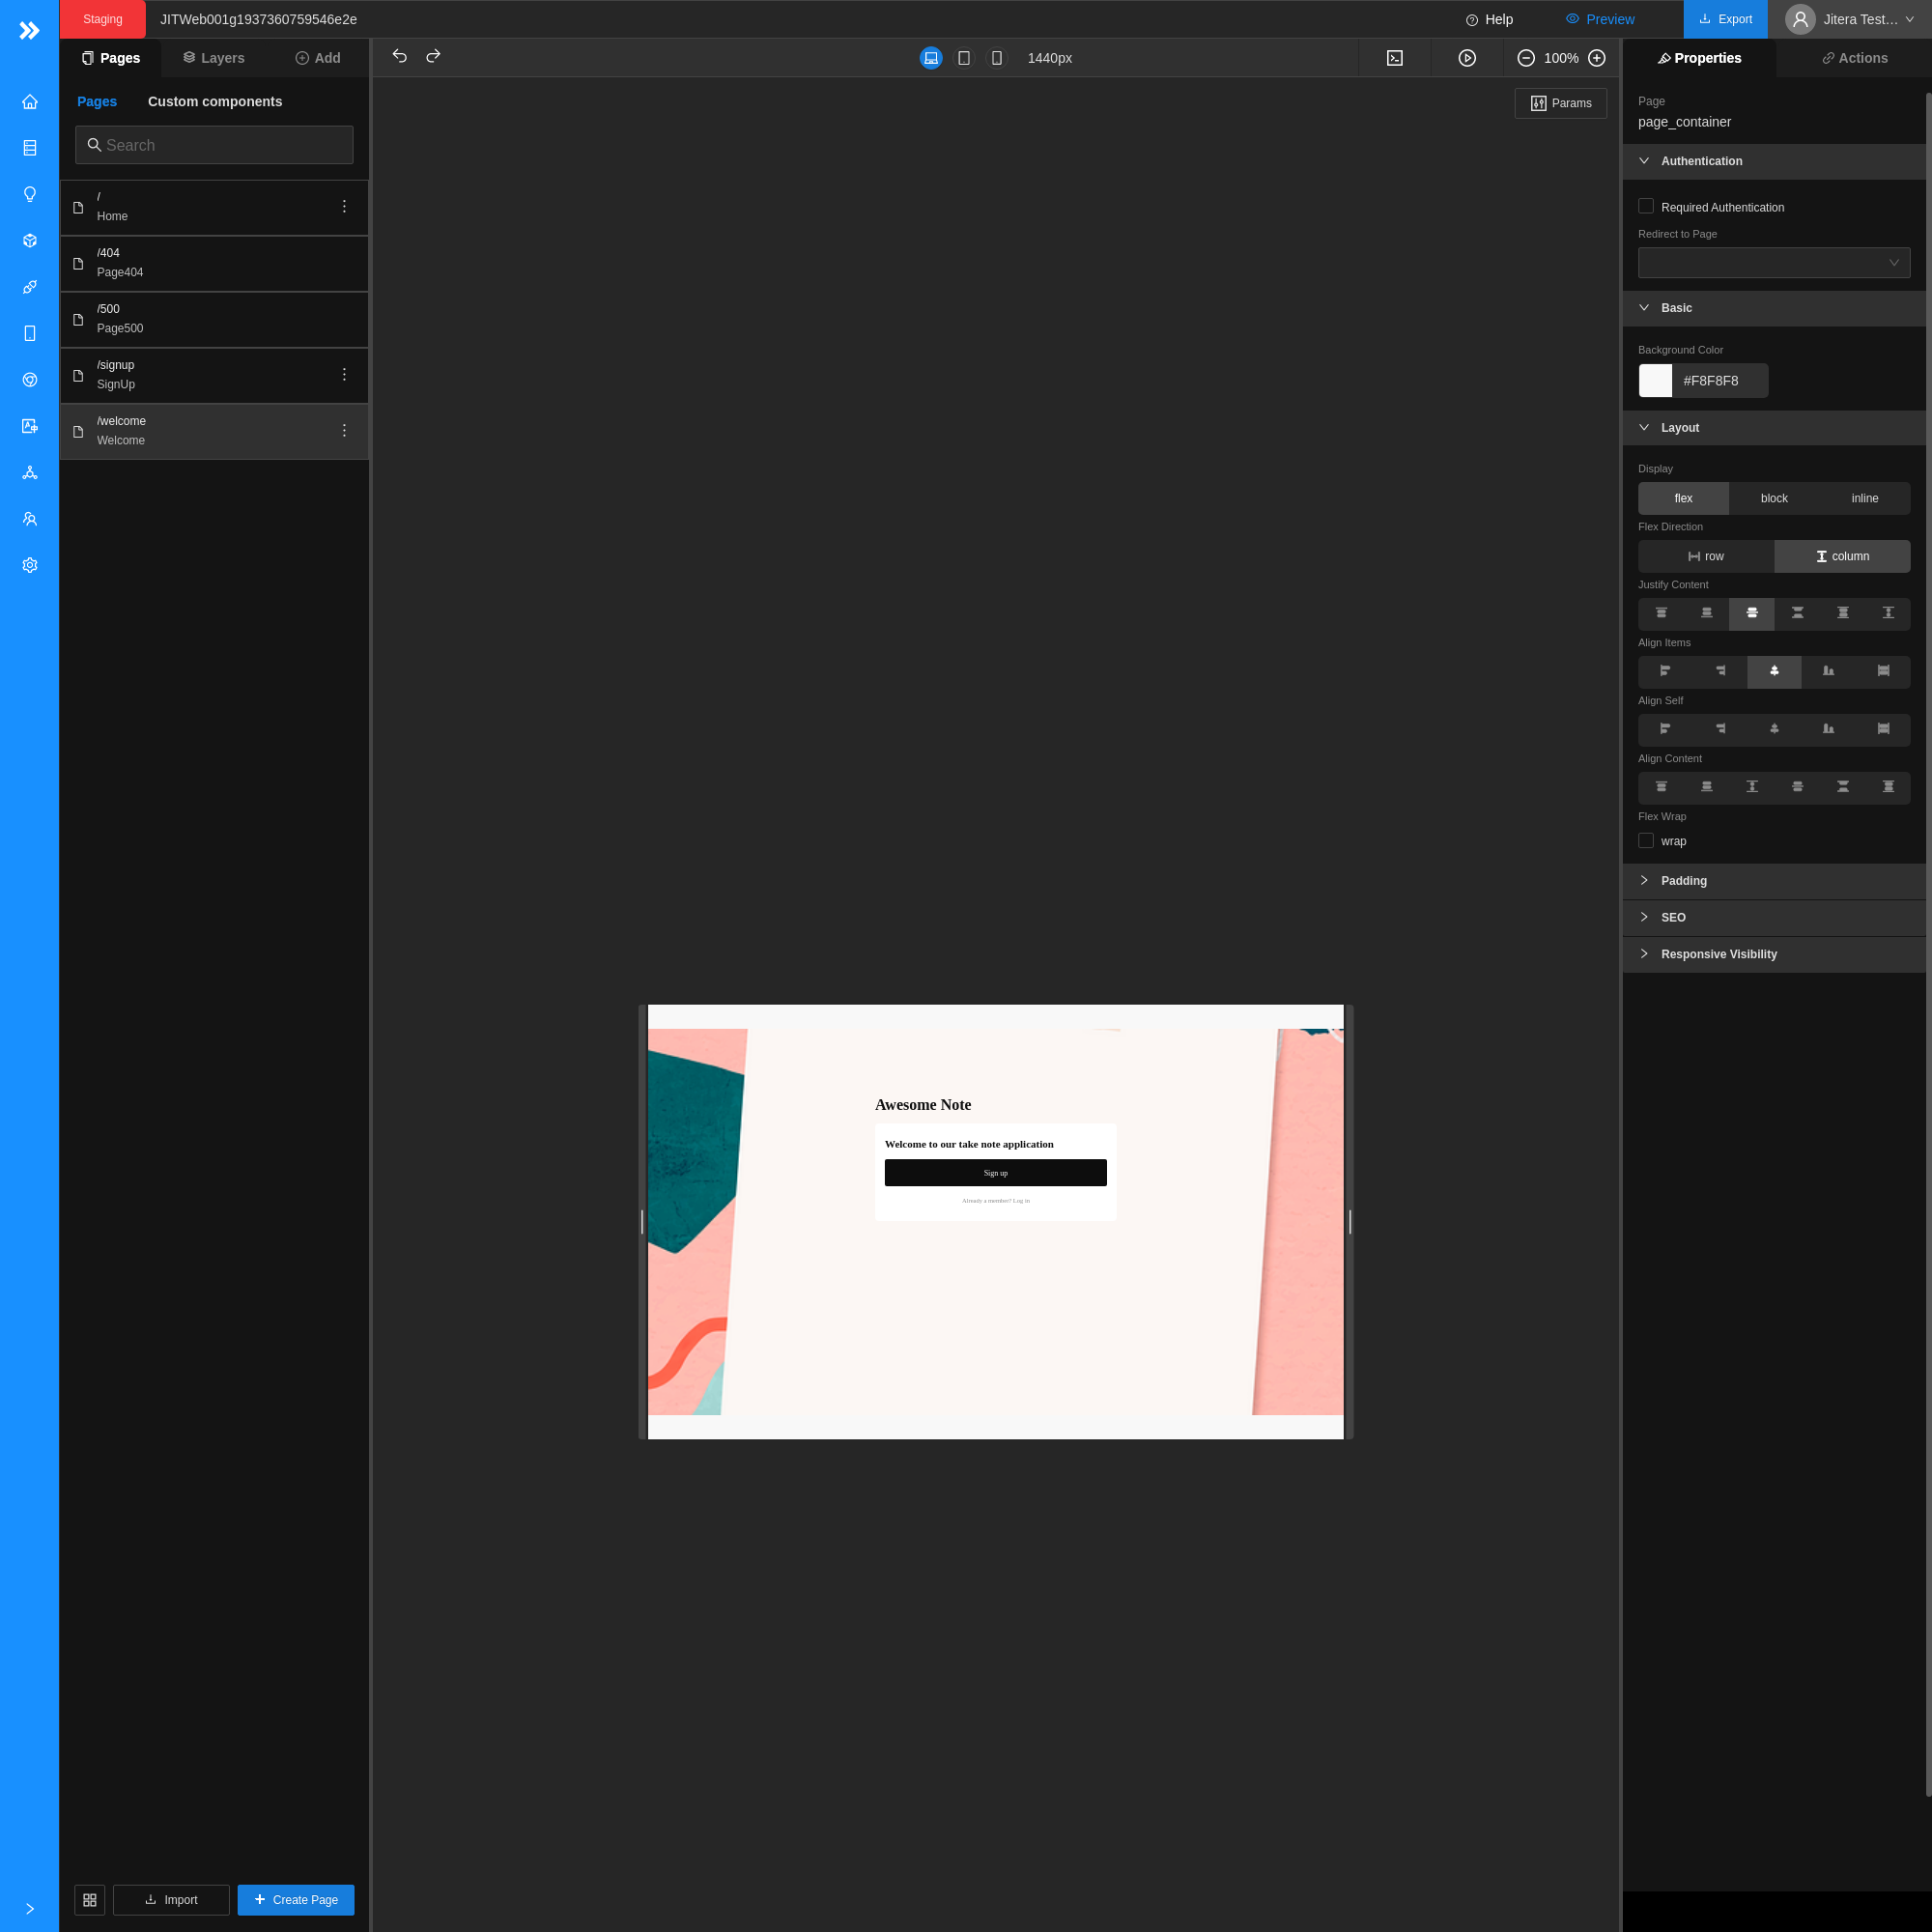 Staging
JITWeb001g1937360759546e2e
Help
Preview
Export
Jitera Test…
Pages
Layers
Add
1440px
100%
Properties
Actions
Pages
Custom components
Search
/
Home
/404
Page404
/500
Page500
/signup
SignUp
/welcome
Welcome
Import
Create Page
Params
Awesome Note
Welcome to our take note application
Sign up
Already a member? Log in
Page
page_container
Authentication
Required Authentication
Redirect to Page
Basic
Background Color
#F8F8F8
Layout
Display
flex block inline
Flex Direction
row column
Justify Content
Align Items
Align Self
Align Content
Flex Wrap
wrap
Padding
SEO
Responsive Visibility